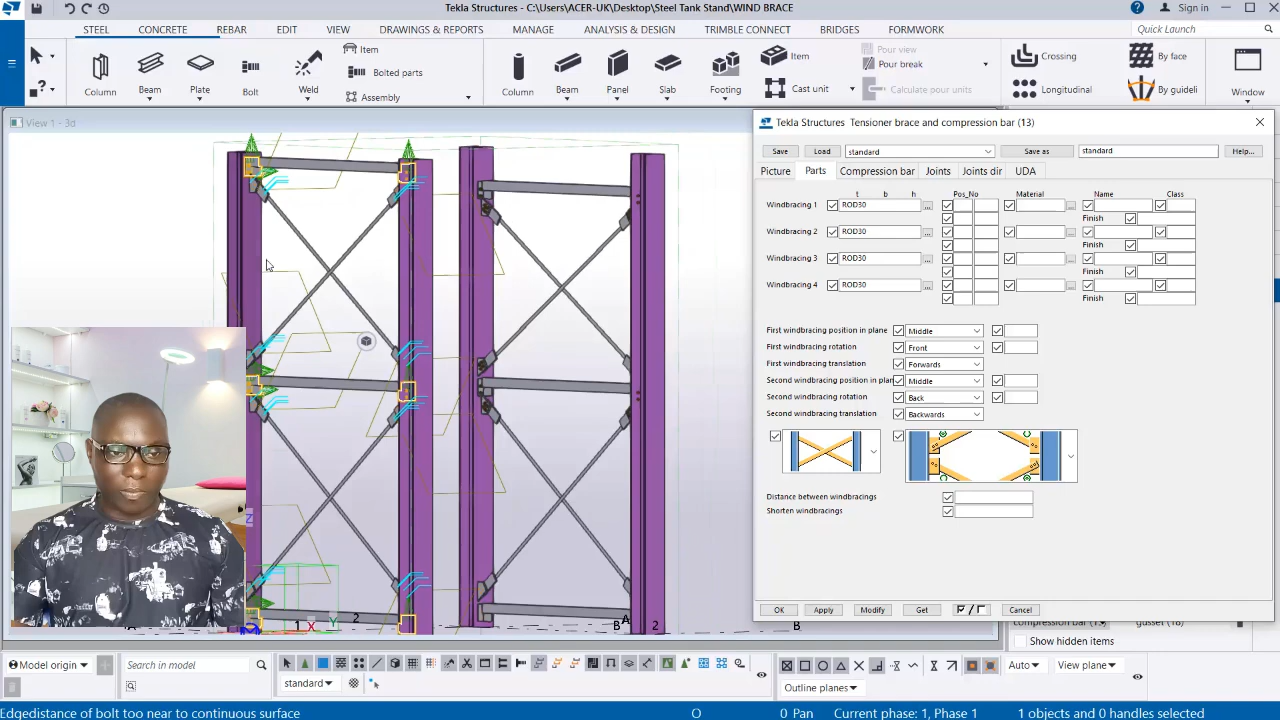 Tekla Structures - C:\Users\ACER-UK\Desktop\Steel Tank Stand\WIND BRACE
Sign in
STEEL CONCRETE REBAR EDIT VIEW DRAWINGS & REPORTS MANAGE ANALYSIS & DESIGN TRIMBLE CONNECT BRIDGES FORMWORK
Quick Launch
Item
Bolted parts
Assembly
Column Beam Plate Bolt Weld
Column Beam Panel Slab Footing
Item
Cast unit
Pour view
Pour break
Calculate pour units
Crossing
Longitudinal
By face
By guideli
Window
View 1 - 3d
Tekla Structures Tensioner brace and compression bar (13)
Save Load standard Save as standard Help...
Picture Parts Compression bar Joints Joints dir UDA
t b h Pos_No Material Name Class
Windbracing 1 ROD30 ...
Finish
Windbracing 2 ROD30 ...
Finish
Windbracing 3 ROD30 ...
Finish
Windbracing 4 ROD30 ...
Finish
First windbracing position in plane Middle
First windbracing rotation Front
First windbracing translation Forwards
Second windbracing position in plan Middle
Second windbracing rotation Back
Second windbracing translation Backwards
Distance between windbracings
Shorten windbracings
OK Apply Modify Get / Cancel
1 X Y 2 B A 2 B
Z
Show hidden items
Model origin
Search in model
standard
Auto
View plane
Outline planes
Edgedistance of bolt too near to continuous surface
O 0 Pan Current phase: 1, Phase 1 1 objects and 0 handles selected